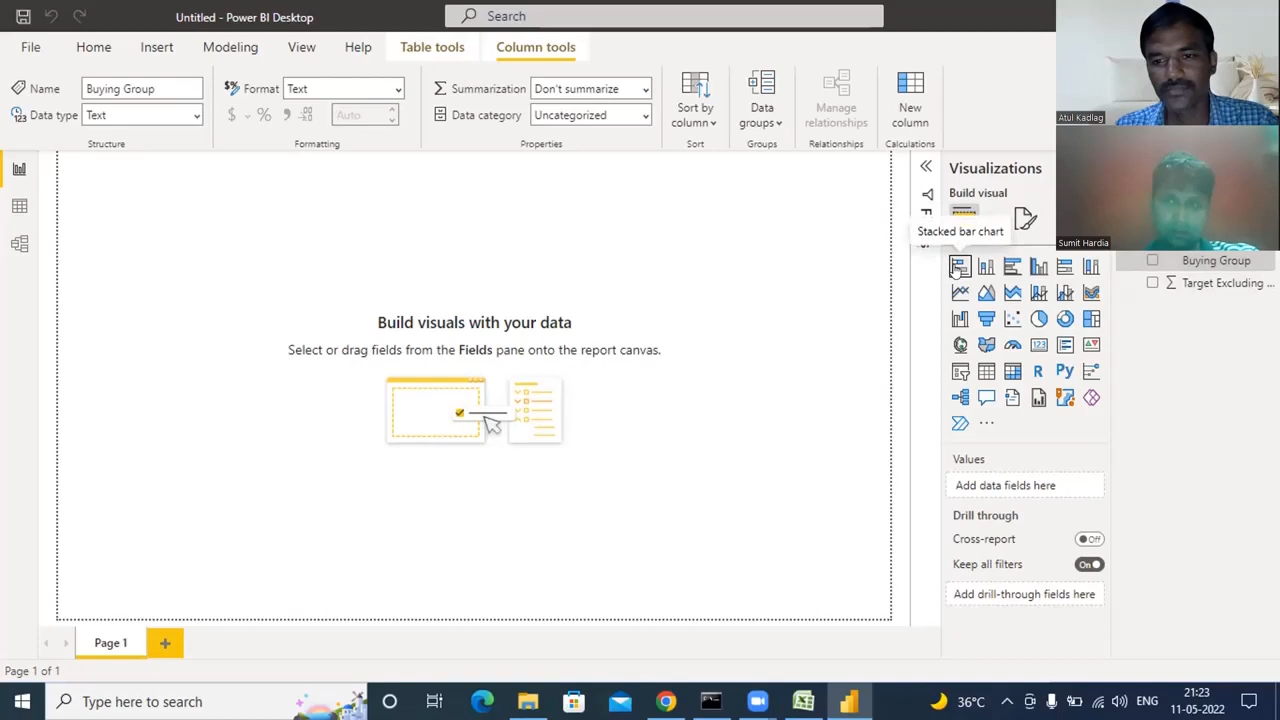 Untitled - Power BI Desktop
Search
File
Home
Insert
Modeling
View
Help
Table tools
Column tools
Name
Buying Group
Format
Text
Summarization
Don't summarize
Data type
Text
$
%
Auto
Data category
Uncategorized
Sort by
column
Data
groups
Manage
relationships
New
column
Structure
Formatting
Properties
Sort
Groups
Relationships
Calculations
Atul Kadlag
Sumit Hardia
Visualizations
Build visual
Stacked bar chart
Buying Group
Target Excluding ...
123
R
Py
Build visuals with your data
Select or drag fields from the Fields pane onto the report canvas.
Values
Add data fields here
Drill through
Cross-report
Off
Keep all filters
On
Add drill-through fields here
Page 1
Page 1 of 1
Type here to search
36°C
ENG
21:23
11-05-2022